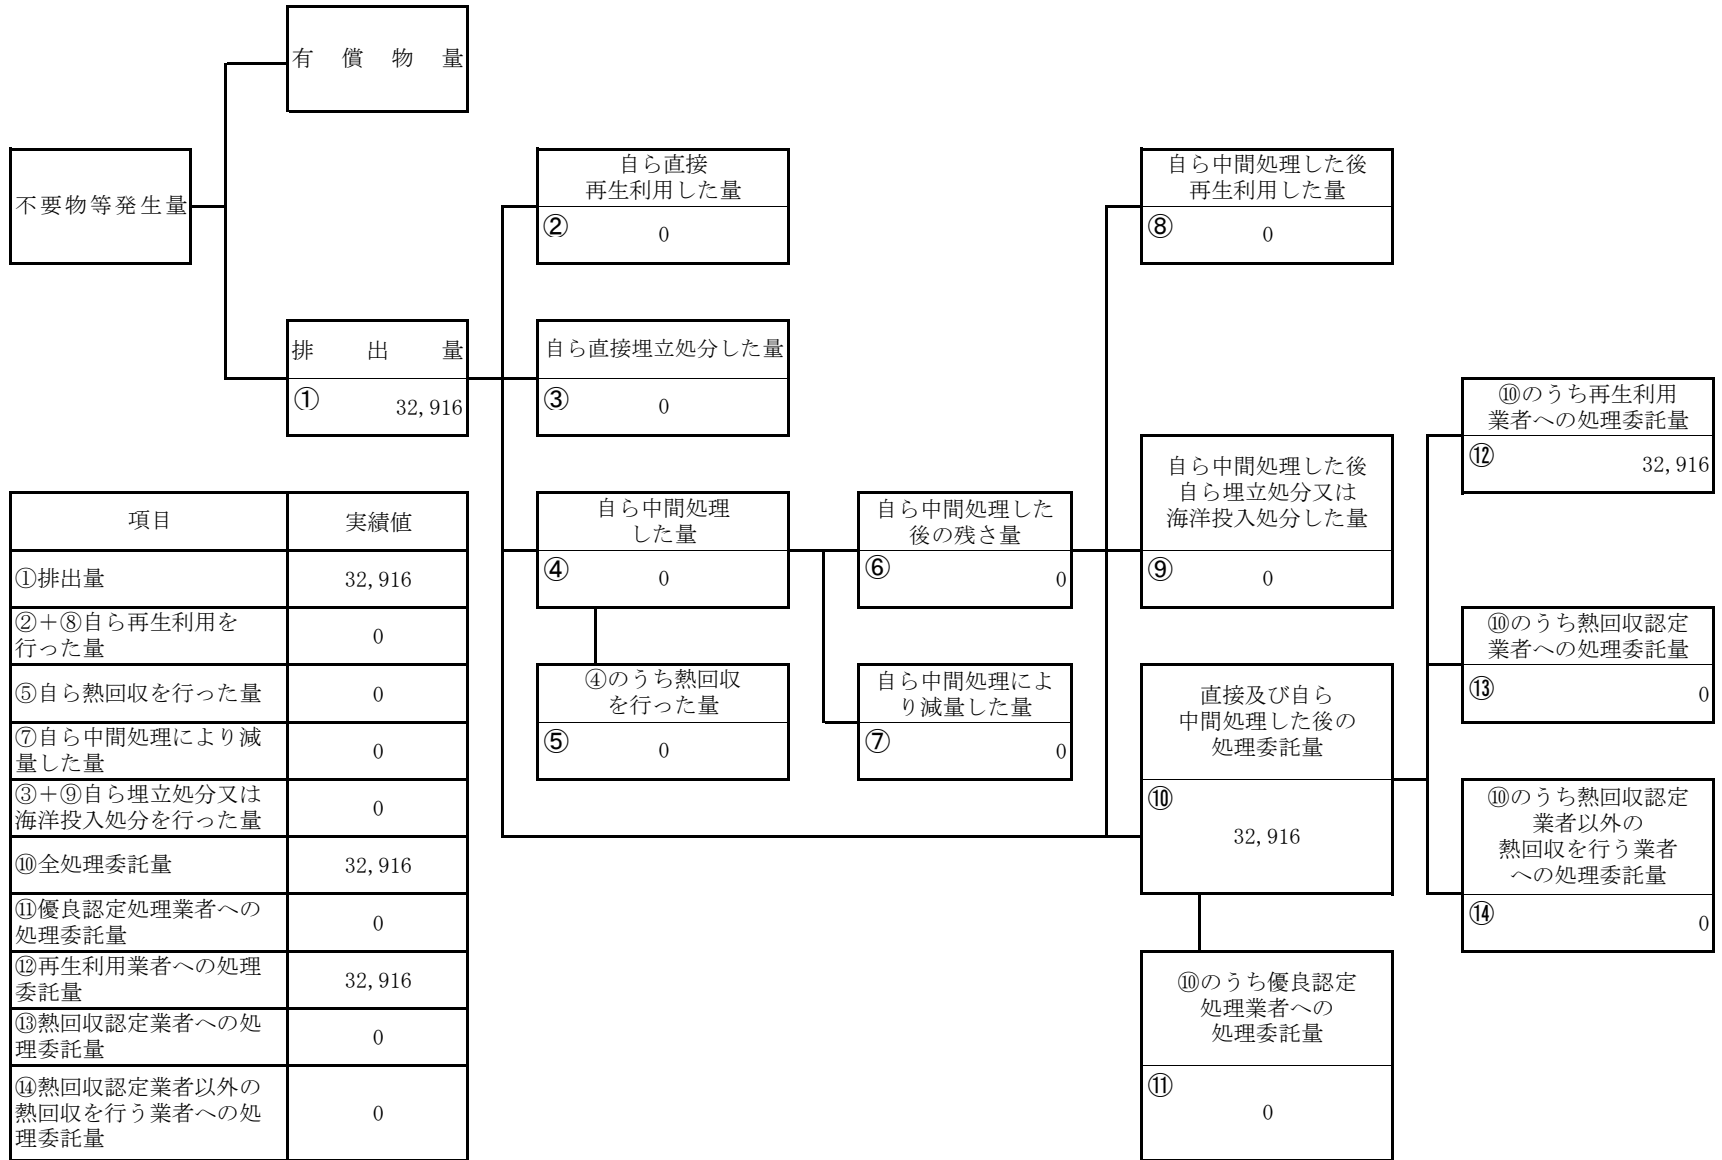 有償物量
不要物等発生量
排出量
① 32,916
自ら直接
再生利用した量
② 0
自ら直接埋立処分した量
③ 0
自ら中間処理
した量
④ 0
④のうち熱回収
を行った量
⑤ 0
自ら中間処理した
後の残さ量
⑥ 0
自ら中間処理によ
り減量した量
⑦ 0
自ら中間処理した後
再生利用した量
⑧ 0
自ら中間処理した後
自ら埋立処分又は
海洋投入処分した量
⑨ 0
直接及び自ら
中間処理した後の
処理委託量
⑩
32,916
⑩のうち優良認定
処理業者への
処理委託量
⑪
0
⑩のうち再生利用
業者への処理委託量
⑫ 32,916
⑩のうち熱回収認定
業者への処理委託量
⑬ 0
⑩のうち熱回収認定
業者以外の
熱回収を行う業者
への処理委託量
⑭ 0
項目 実績値
①排出量 32,916
②+⑧自ら再生利用を
行った量 0
⑤自ら熱回収を行った量 0
⑦自ら中間処理により減
量した量 0
③+⑨自ら埋立処分又は
海洋投入処分を行った量 0
⑩全処理委託量 32,916
⑪優良認定処理業者への
処理委託量 0
⑫再生利用業者への処理
委託量 32,916
⑬熱回収認定業者への処
理委託量 0
⑭熱回収認定業者以外の
熱回収を行う業者への処
理委託量 0